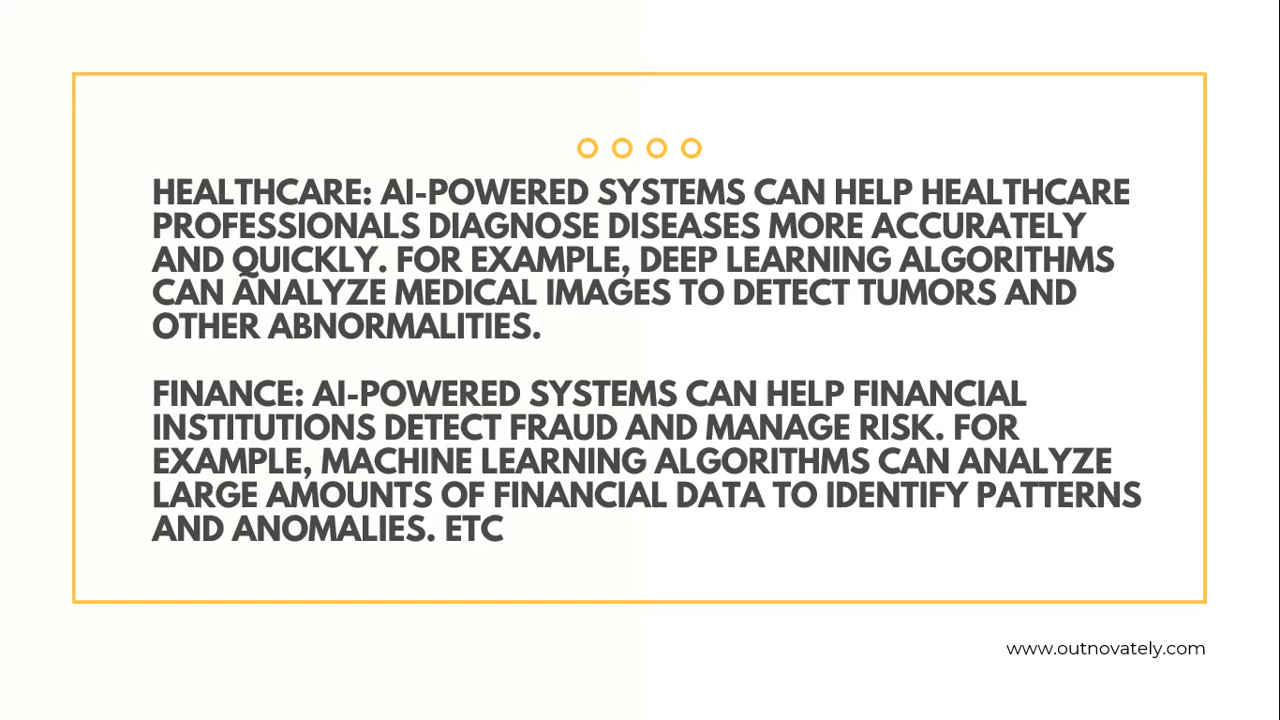 HEALTHCARE: AI-POWERED SYSTEMS CAN HELP HEALTHCARE
PROFESSIONALS DIAGNOSE DISEASES MORE ACCURATELY
AND QUICKLY. FOR EXAMPLE, DEEP LEARNING ALGORITHMS
CAN ANALYZE MEDICAL IMAGES TO DETECT TUMORS AND
OTHER ABNORMALITIES.
FINANCE: AI-POWERED SYSTEMS CAN HELP FINANCIAL
INSTITUTIONS DETECT FRAUD AND MANAGE RISK. FOR
EXAMPLE, MACHINE LEARNING ALGORITHMS CAN ANALYZE
LARGE AMOUNTS OF FINANCIAL DATA TO IDENTIFY PATTERNS
AND ANOMALIES. ETC
www.outnovately.com